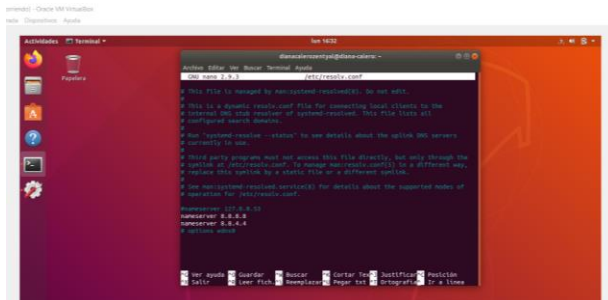 - Oracle VM VirtualBox
Dispositivos Ayuda
Actividades Terminal lun 14:32
Papelera
dianacalerozentyal@diana-calero: ~
Archivo Editar Ver Buscar Terminal Ayuda
GNU nano 2.9.3 /etc/resolv.conf
# This file is managed by man:systemd-resolved(8). Do not edit.
#
# This is a dynamic resolv.conf file for connecting local clients to the
# internal DNS stub resolver of systemd-resolved. This file lists all
# configured search domains.
#
# Run "systemd-resolve --status" to see details about the uplink DNS servers
# currently in use.
#
# Third party programs must not access this file directly, but only through the
# symlink at /etc/resolv.conf. To manage man:resolv.conf(5) in a different way,
# replace this symlink by a static file or a different symlink.
#
# See man:systemd-resolved.service(8) for details about the supported modes of
# operation for /etc/resolv.conf.
#nameserver 127.0.0.53
nameserver 8.8.8.8
nameserver 8.8.4.4
# options edns0
^G Ver ayuda ^O Guardar ^W Buscar ^K Cortar Tex ^J Justificar ^C Posición
^X Salir ^R Leer fich. ^\ Reemplazar ^U Pegar txt ^T Ortografía ^_ Ir a línea